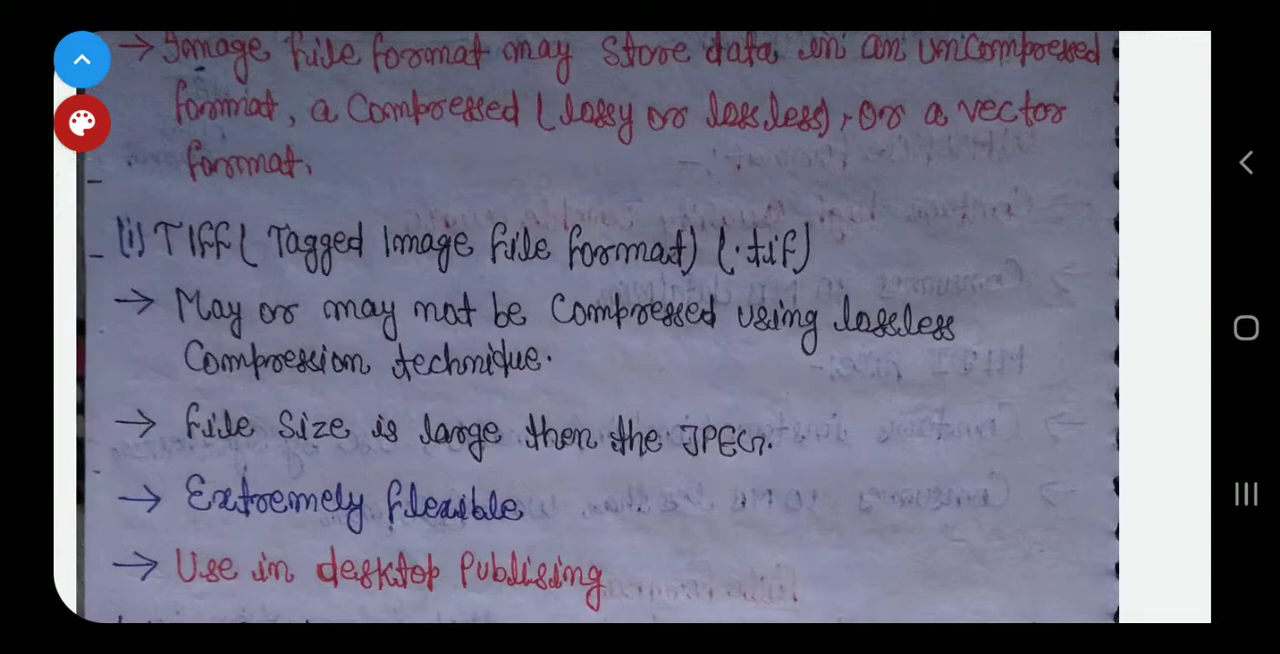 → Image file format may store data in an uncompressed
format, a compressed (lossy or lossless), or a vector
format.
(i) TIFF ( Tagged Image file format) (.tif)
→ May or may not be compressed using lossless
compression technique.
→ file size is large then the JPEG.
→ Extremely flexible
→ Use in desktop publising